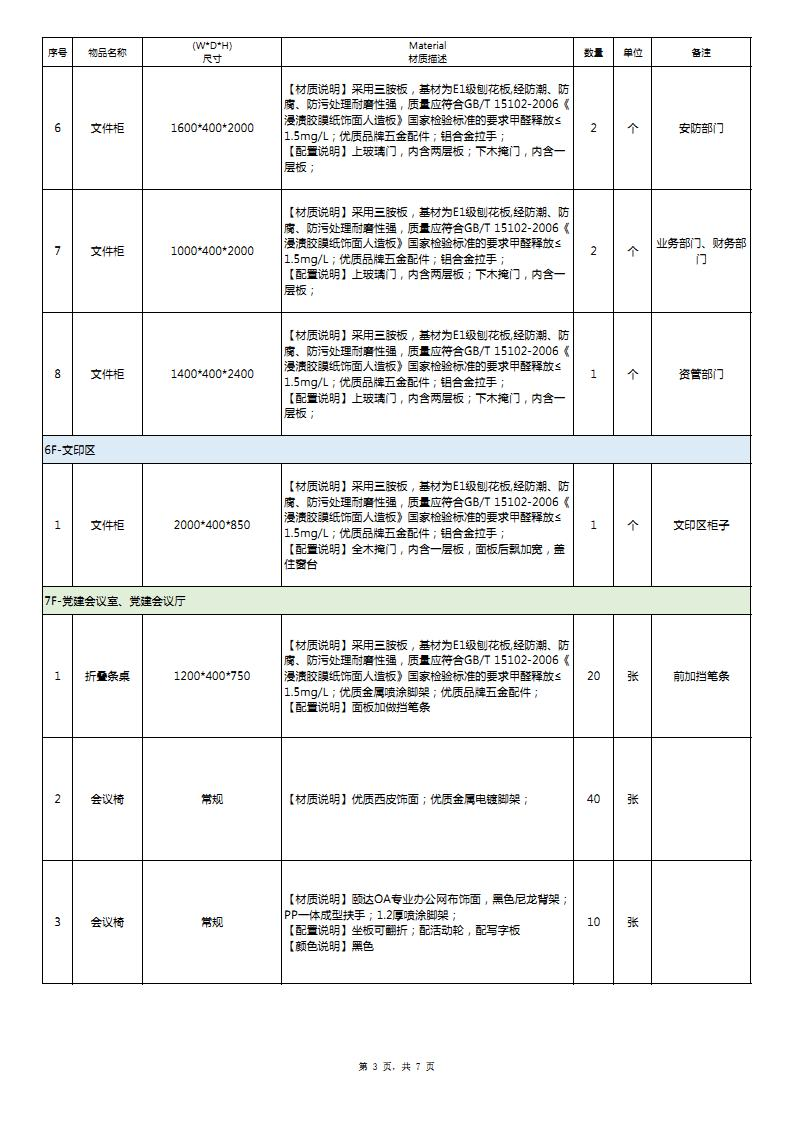 序号 物品名称 (W*D*H) Material 数量 单位 备注
尺寸 材质描述
【材质说明】采用三胺板，基材为E1级刨花板,经防潮、防
腐、防污处理耐磨性强，质量应符合GB/T 15102-2006《
浸渍胶膜纸饰面人造板》国家检验标准的要求甲醛释放≤
6 文件柜 1600*400*2000 1.5mg/L；优质品牌五金配件；铝合金拉手； 2 个 安防部门
【配置说明】上玻璃门，内含两层板；下木掩门，内含一
层板；
【材质说明】采用三胺板，基材为E1级刨花板,经防潮、防
腐、防污处理耐磨性强，质量应符合GB/T 15102-2006《
浸渍胶膜纸饰面人造板》国家检验标准的要求甲醛释放≤
7 文件柜 1000*400*2000 1.5mg/L；优质品牌五金配件；铝合金拉手； 2 个 业务部门、财务部
【配置说明】上玻璃门，内含两层板；下木掩门，内含一 门
层板；
【材质说明】采用三胺板，基材为E1级刨花板,经防潮、防
腐、防污处理耐磨性强，质量应符合GB/T 15102-2006《
浸渍胶膜纸饰面人造板》国家检验标准的要求甲醛释放≤
8 文件柜 1400*400*2400 1.5mg/L；优质品牌五金配件；铝合金拉手； 1 个 资管部门
【配置说明】上玻璃门，内含两层板；下木掩门，内含一
层板；
6F-文印区
【材质说明】采用三胺板，基材为E1级刨花板,经防潮、防
腐、防污处理耐磨性强，质量应符合GB/T 15102-2006《
浸渍胶膜纸饰面人造板》国家检验标准的要求甲醛释放≤
1 文件柜 2000*400*850 1.5mg/L；优质品牌五金配件；铝合金拉手； 1 个 文印区柜子
【配置说明】全木掩门，内含一层板，面板后飘加宽，盖
住窗台
7F-党建会议室、党建会议厅
【材质说明】采用三胺板，基材为E1级刨花板,经防潮、防
腐、防污处理耐磨性强，质量应符合GB/T 15102-2006《
浸渍胶膜纸饰面人造板》国家检验标准的要求甲醛释放≤
1 折叠条桌 1200*400*750 1.5mg/L；优质金属喷涂脚架；优质品牌五金配件； 20 张 前加挡笔条
【配置说明】面板加做挡笔条
2 会议椅 常规 【材质说明】优质西皮饰面；优质金属电镀脚架； 40 张
【材质说明】颐达OA专业办公网布饰面，黑色尼龙背架；
PP一体成型扶手；1.2厚喷涂脚架；
3 会议椅 常规 【配置说明】坐板可翻折；配活动轮，配写字板 10 张
【颜色说明】黑色
第 3 页，共 7 页